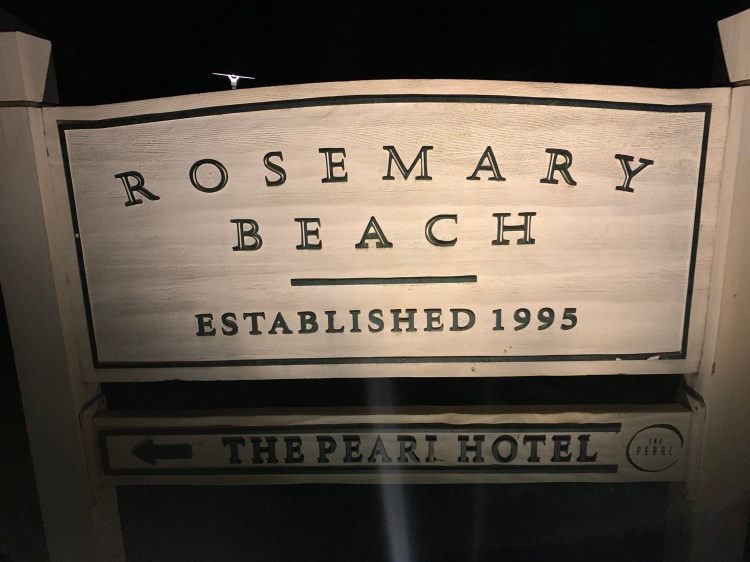 ROSEMARY
BEACH
ESTABLISHED 1995
THE PEARL HOTEL
THE
PEARL